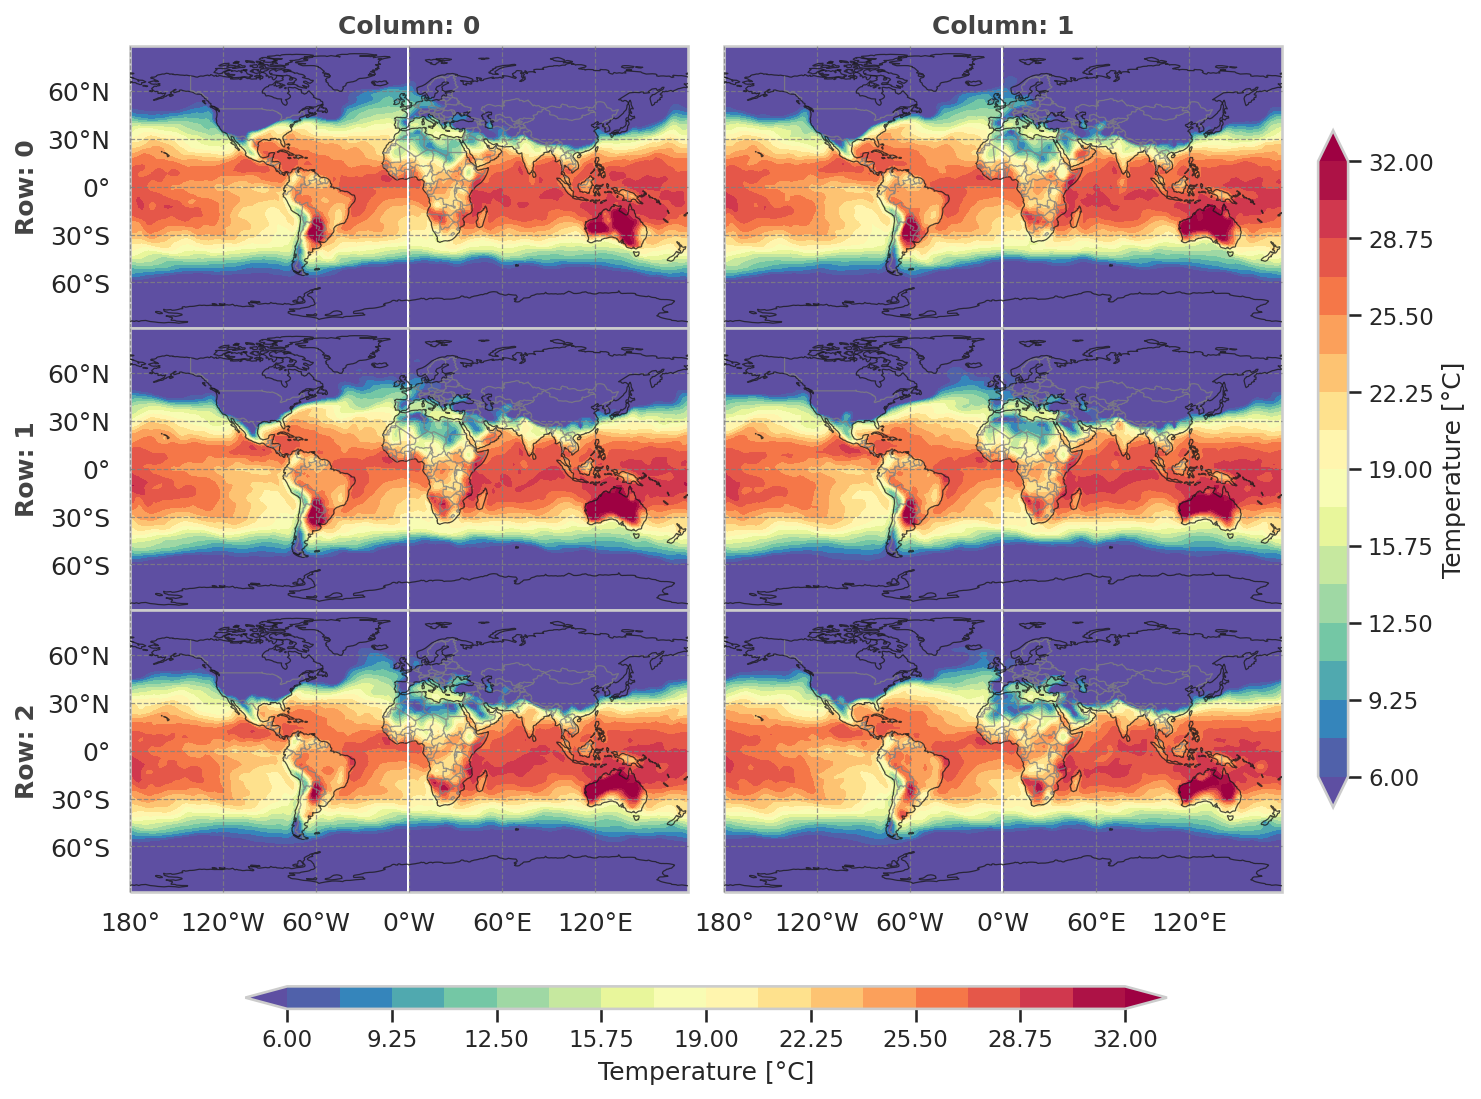 Column: 0 Column: 1
Row: 0
60°N
30°N
0°
30°S
60°S
Row: 1
60°N
30°N
0°
30°S
60°S
Row: 2
60°N
30°N
0°
30°S
60°S
180° 120°W 60°W 0°W 60°E 120°E 180° 120°W 60°W 0°W 60°E 120°E
32.00
28.75
25.50
22.25
19.00
15.75
12.50
9.25
6.00
Temperature [°C]
6.00 9.25 12.50 15.75 19.00 22.25 25.50 28.75 32.00
Temperature [°C]